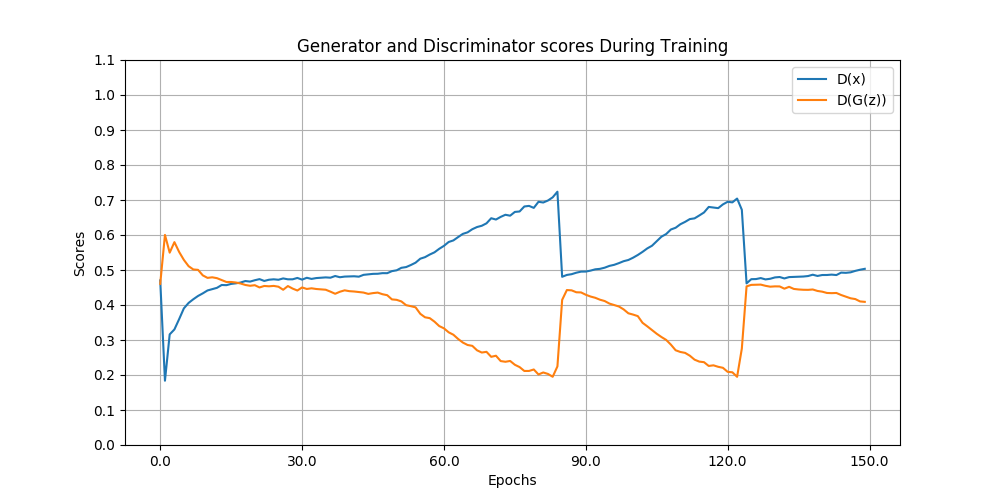 Generator and Discriminator scores During Training
1.1
1.0
0.9
0.8
0.7
0.6
0.5
0.4
0.3
0.2
0.1
0.0
Scores
D(x)
D(G(z))
0.0 30.0 60.0 90.0 120.0 150.0
Epochs